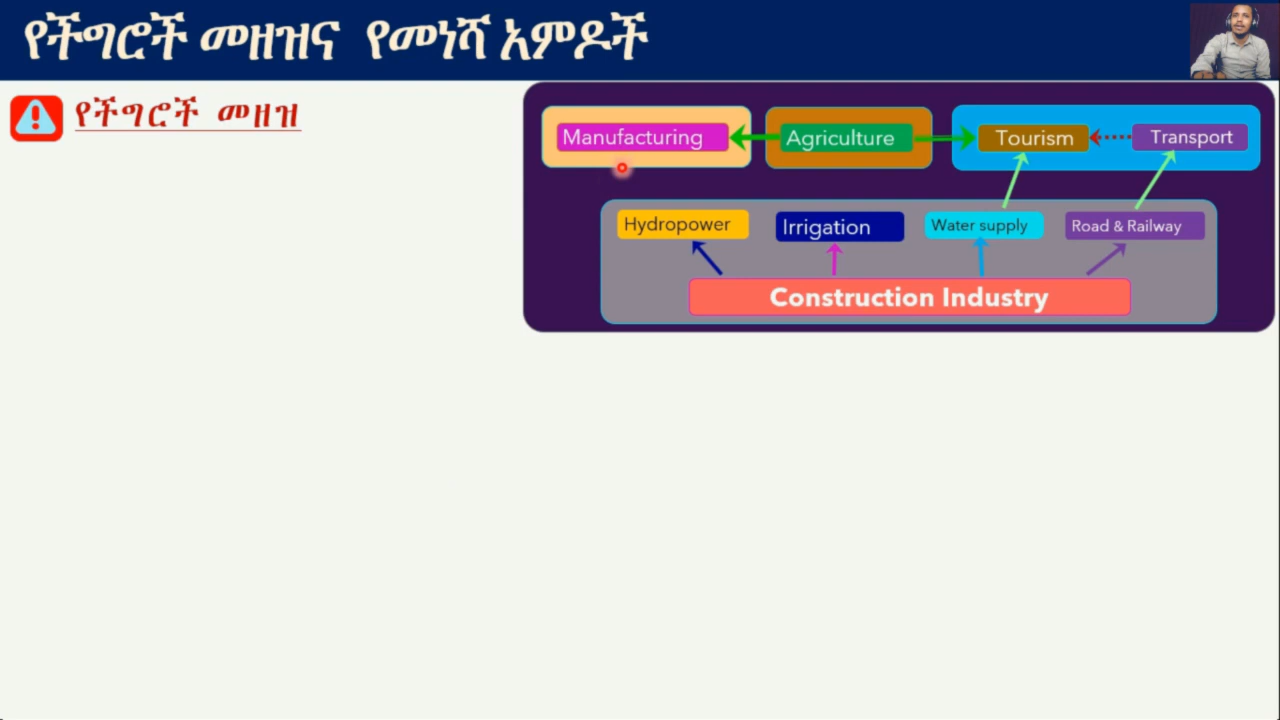 የችግሮች መዘዝና የመነሻ አምዶች
የችግሮች መዘዝ
Manufacturing Agriculture Tourism Transport
Hydropower Irrigation Water supply Road & Railway
Construction Industry